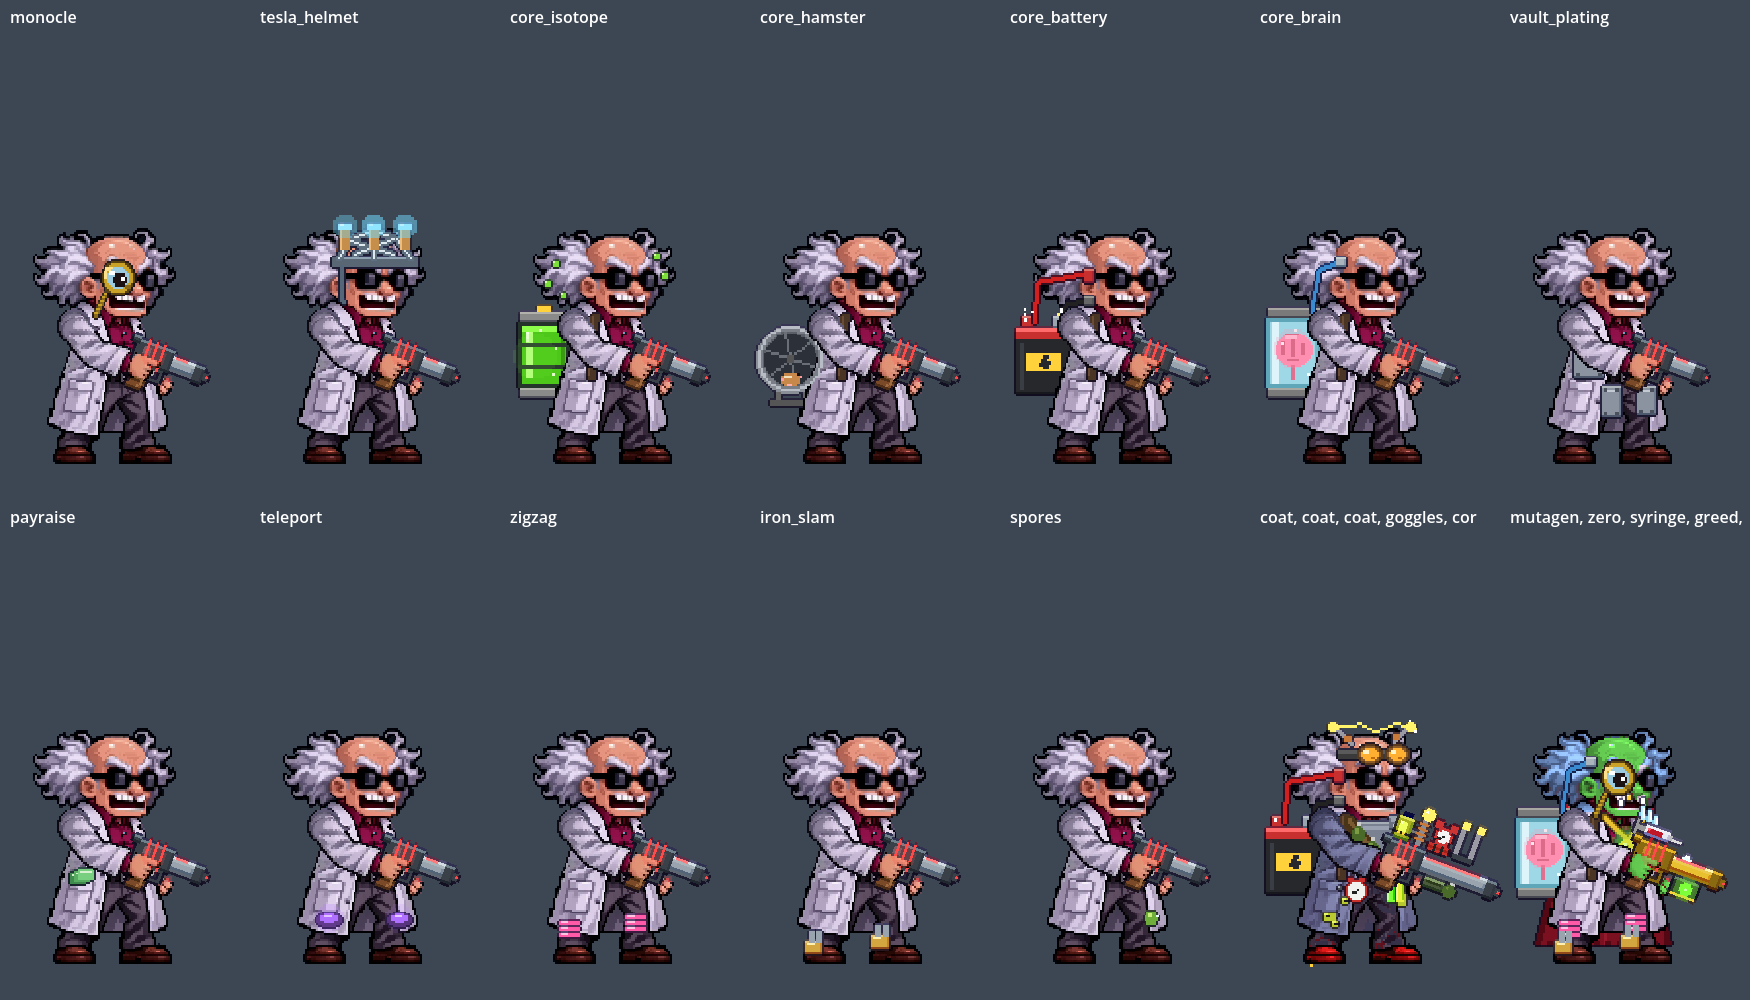 monocle
tesla_helmet
core_isotope
core_hamster
core_battery
core_brain
vault_plating
payraise
teleport
zigzag
iron_slam
spores
coat, coat, coat, goggles, cor
mutagen, zero, syringe, greed,